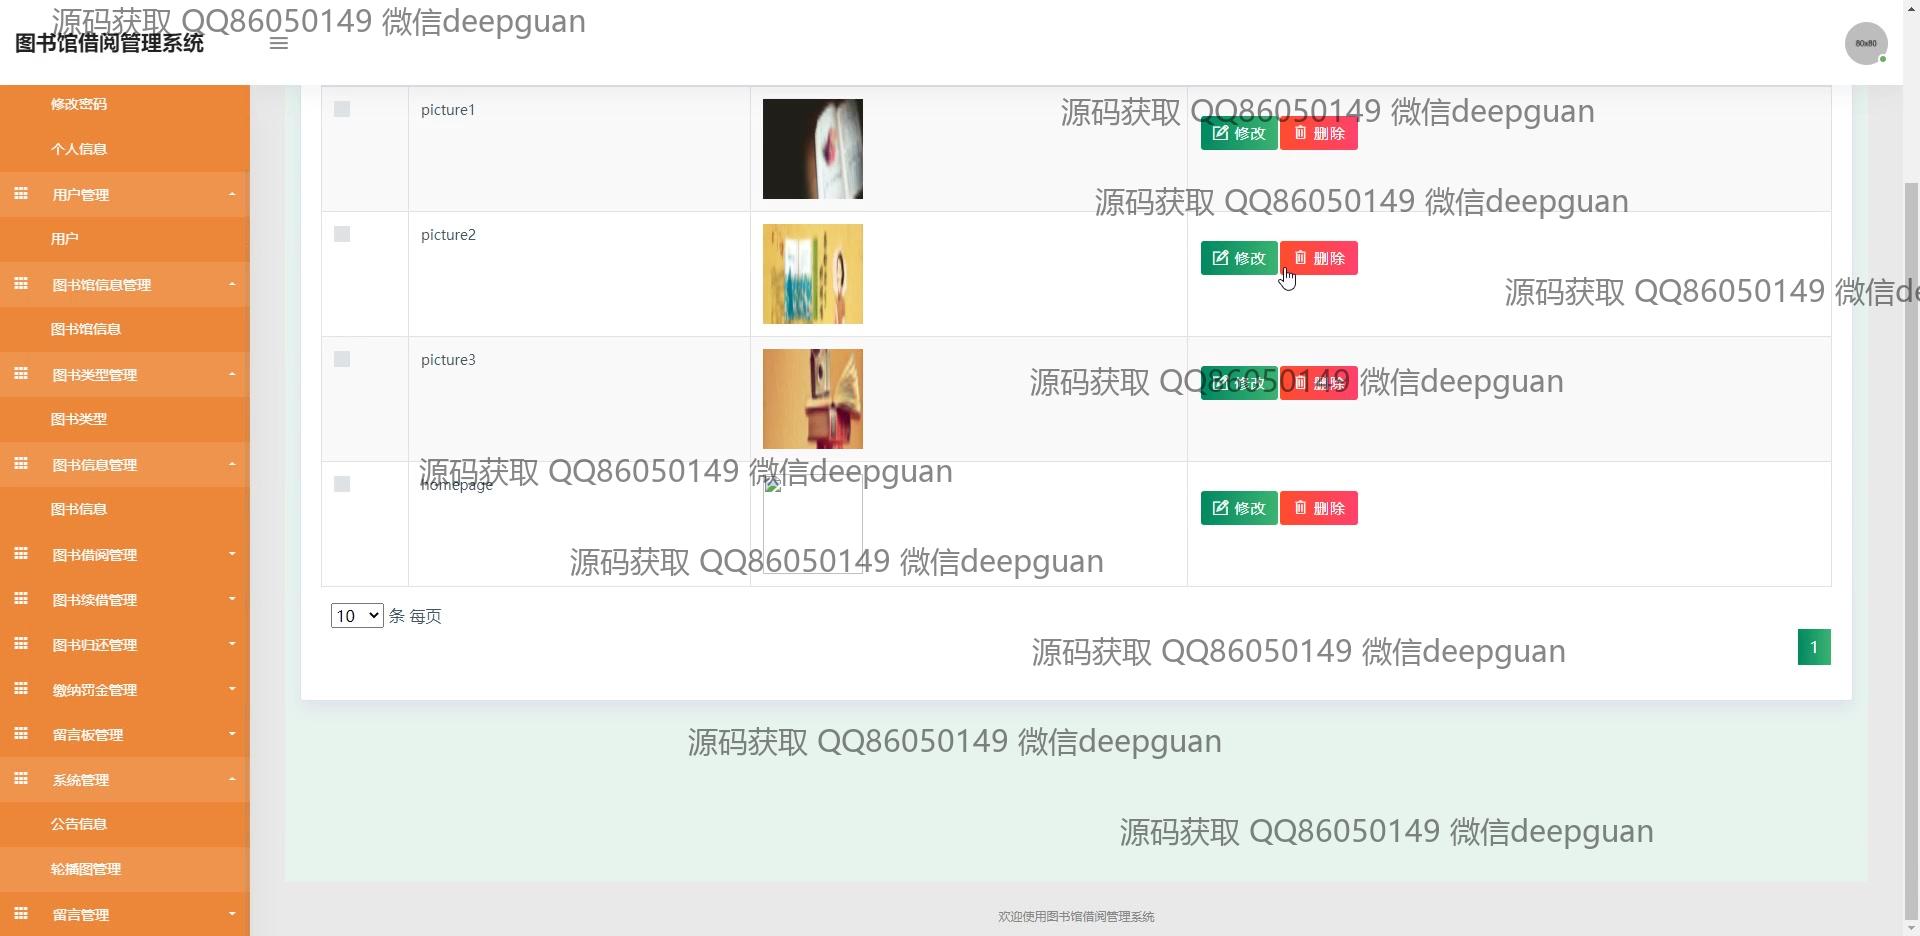 源码获取 QQ86050149 微信deepguan
图书馆借阅管理系统
80x80
修改密码
个人信息
用户管理
用户
图书馆信息管理
图书馆信息
图书类型管理
图书类型
图书信息管理
图书信息
图书借阅管理
图书续借管理
图书归还管理
缴纳罚金管理
留言板管理
系统管理
公告信息
轮播图管理
留言管理
picture1
源码获取 QQ86050149 微信deepguan
修改 删除
源码获取 QQ86050149 微信deepguan
picture2
修改 删除
源码获取 QQ86050149 微信de
picture3
源码获取 QQ86050149 微信deepguan
修改 删除
源码获取 QQ86050149 微信deepguan
homepage
修改 删除
源码获取 QQ86050149 微信deepguan
10 条 每页
源码获取 QQ86050149 微信deepguan
1
源码获取 QQ86050149 微信deepguan
源码获取 QQ86050149 微信deepguan
欢迎使用图书馆借阅管理系统